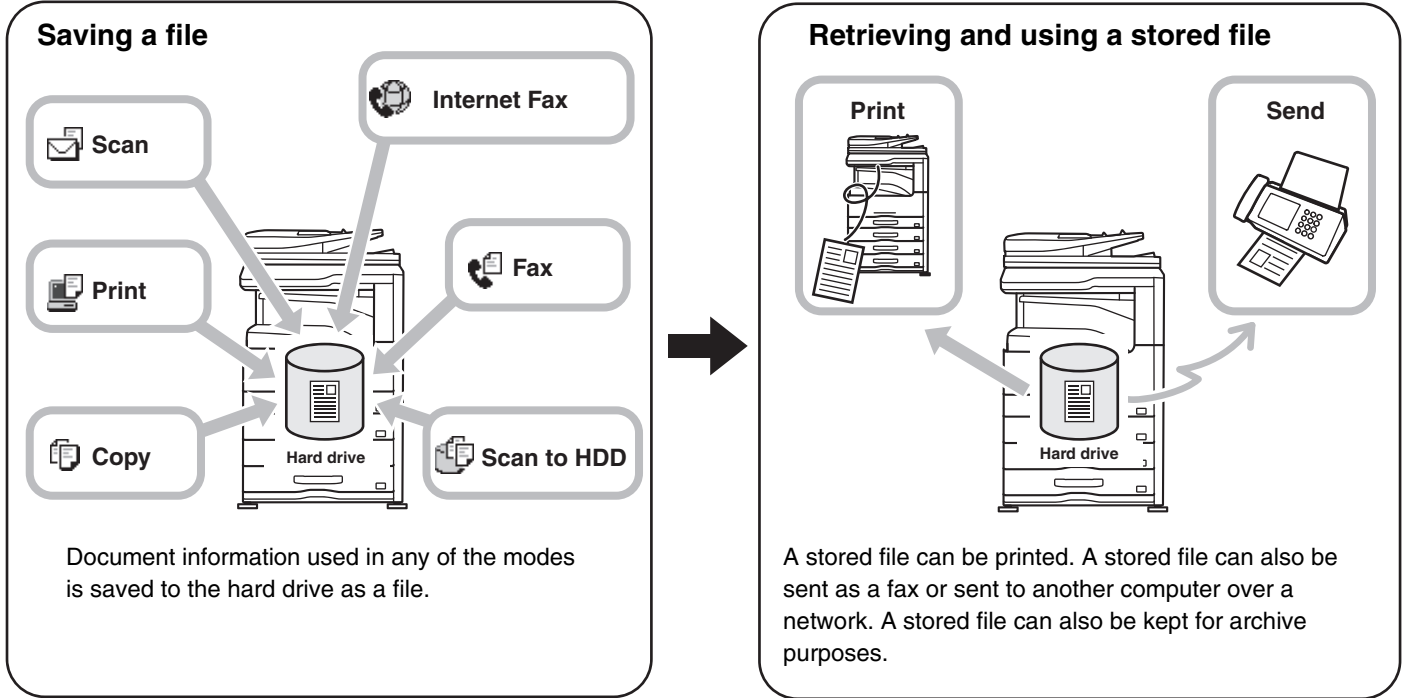 Saving a file
Internet Fax
Scan
Print
Fax
Copy
Scan to HDD
Hard drive
Document information used in any of the modes
is saved to the hard drive as a file.
Retrieving and using a stored file
Print
Send
Hard drive
A stored file can be printed. A stored file can also be
sent as a fax or sent to another computer over a
network. A stored file can also be kept for archive
purposes.